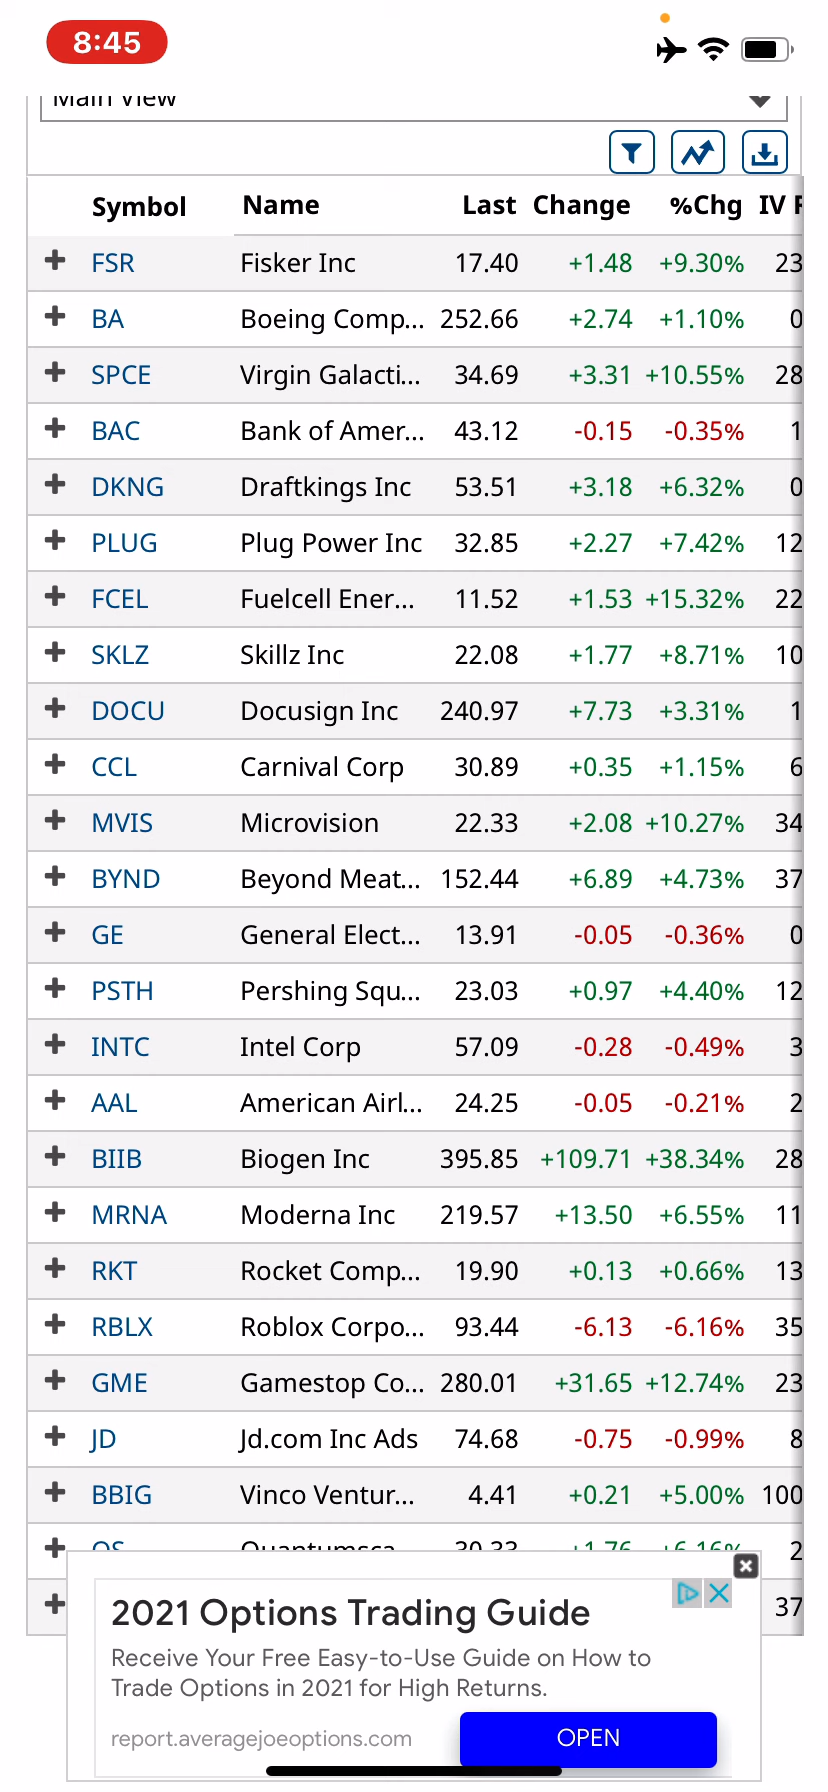 8:45
Main View
Symbol Name Last Change %Chg IV
FSR Fisker Inc 17.40 +1.48 +9.30% 23
BA Boeing Comp... 252.66 +2.74 +1.10% 0
SPCE Virgin Galacti... 34.69 +3.31 +10.55% 28
BAC Bank of Amer... 43.12 -0.15 -0.35% 1
DKNG Draftkings Inc 53.51 +3.18 +6.32% 0
PLUG Plug Power Inc 32.85 +2.27 +7.42% 12
FCEL Fuelcell Ener... 11.52 +1.53 +15.32% 22
SKLZ Skillz Inc 22.08 +1.77 +8.71% 10
DOCU Docusign Inc 240.97 +7.73 +3.31% 1
CCL Carnival Corp 30.89 +0.35 +1.15% 6
MVIS Microvision 22.33 +2.08 +10.27% 34
BYND Beyond Meat... 152.44 +6.89 +4.73% 37
GE General Elect... 13.91 -0.05 -0.36% 0
PSTH Pershing Squ... 23.03 +0.97 +4.40% 12
INTC Intel Corp 57.09 -0.28 -0.49% 3
AAL American Airl... 24.25 -0.05 -0.21% 2
BIIB Biogen Inc 395.85 +109.71 +38.34% 28
MRNA Moderna Inc 219.57 +13.50 +6.55% 11
RKT Rocket Comp... 19.90 +0.13 +0.66% 13
RBLX Roblox Corpo... 93.44 -6.13 -6.16% 35
GME Gamestop Co... 280.01 +31.65 +12.74% 23
JD Jd.com Inc Ads 74.68 -0.75 -0.99% 8
BBIG Vinco Ventur... 4.41 +0.21 +5.00% 100
QS Quantumsca... +1.76 +6.16% 2
37
2021 Options Trading Guide
Receive Your Free Easy-to-Use Guide on How to
Trade Options in 2021 for High Returns.
report.averagejoeoptions.com OPEN